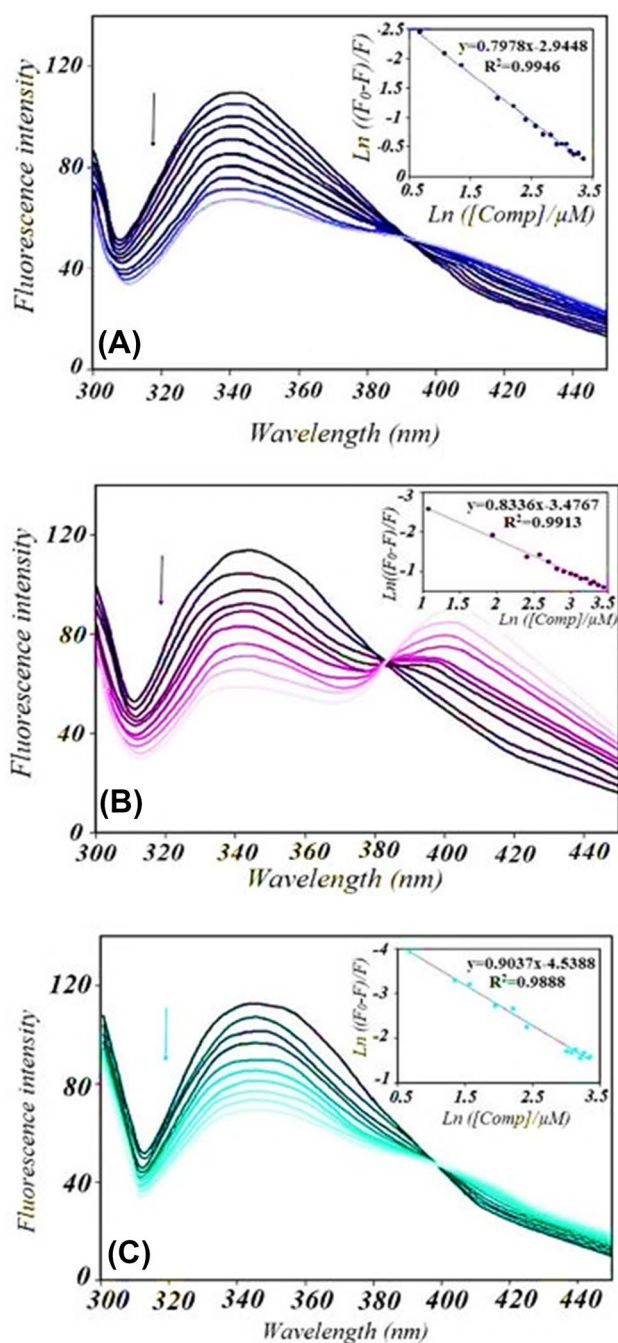 Fluorescence intensity
120
80
40
0
300 320 340 360 380 400 420 440
Wavelength (nm)
(A)
Ln ((F0-F)/F)
-2.5
-2
-1.5
-1
-0.5
0
0.5 1 1.5 2 2.5 3 3.5
Ln ([Comp]/µM)
y=0.7978x-2.9448
R²=0.9946
Fluorescence intensity
120
80
40
0
300 320 340 360 380 400 420 440
Wavelength (nm)
(B)
Ln((F0-F)/F)
-3
-2
-1
1 1.5 2 2.5 3 3.5
Ln ([Comp]/µM)
y=0.8336x-3.4767
R²=0.9913
Fluorescence intensity
120
80
40
0
300 320 340 360 380 400 420 440
Wavelength (nm)
(C)
Ln ((F0-F)/F)
-4
-3
-2
-1
0.5 1.5 2.5 3.5
Ln ([Comp]/µM)
y=0.9037x-4.5388
R²=0.9888